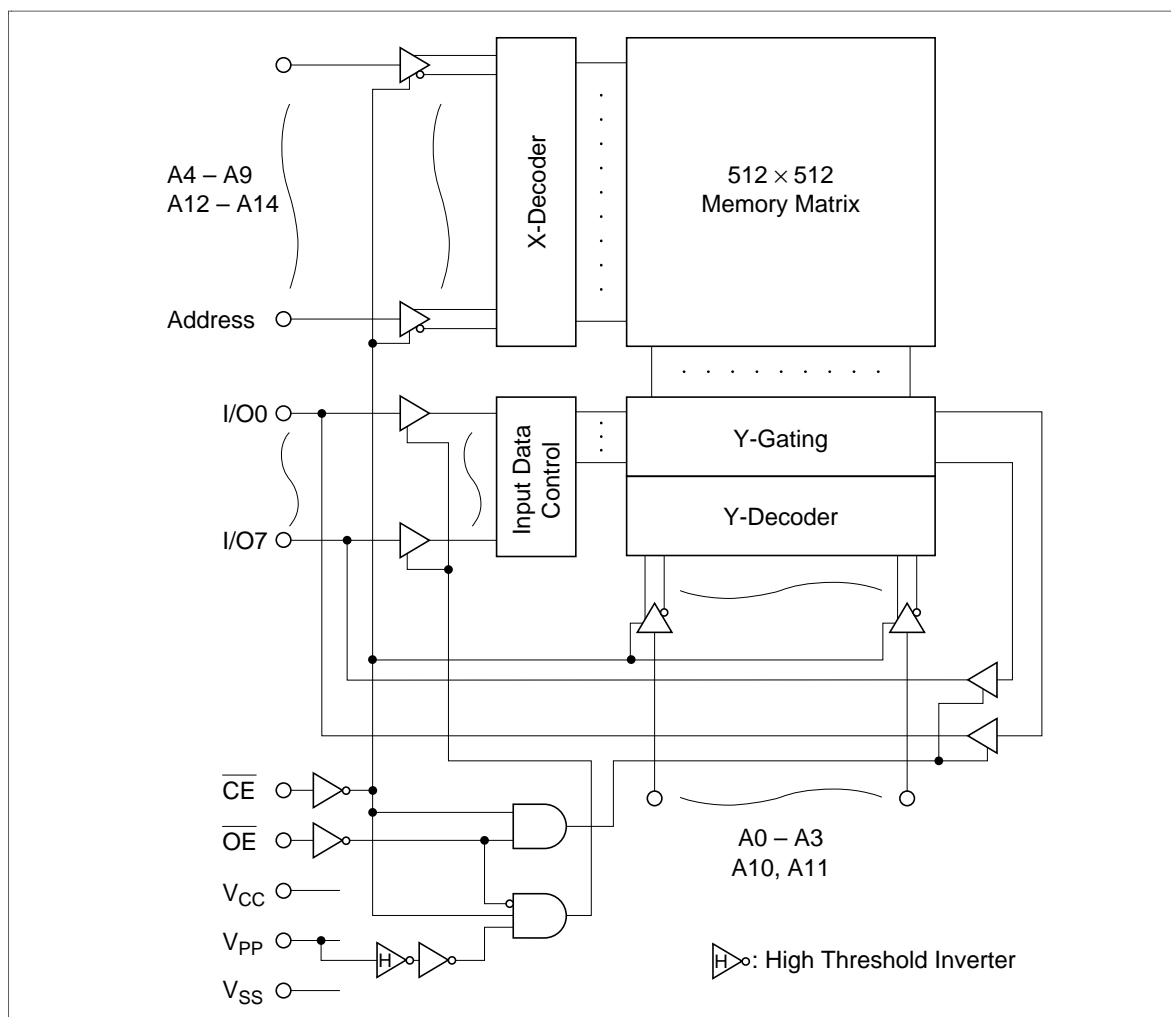 A4 – A9
A12 – A14
Address
X-Decoder
512 × 512
Memory Matrix
I/O0
I/O7
Input Data
Control
Y-Gating
Y-Decoder
CE
OE
VCC
VPP
VSS
H
A0 – A3
A10, A11
H : High Threshold Inverter